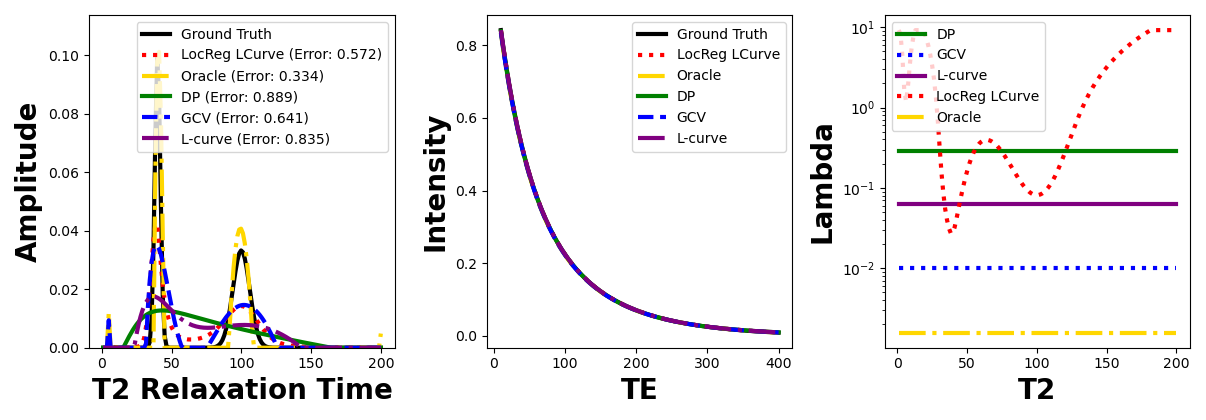 Amplitude
0.10
0.08
0.06
0.04
0.02
0.00
Ground Truth
LocReg LCurve (Error: 0.572)
Oracle (Error: 0.334)
DP (Error: 0.889)
GCV (Error: 0.641)
L-curve (Error: 0.835)
0 50 100 150 200
T2 Relaxation Time
Intensity
0.8
0.6
0.4
0.2
0.0
Ground Truth
LocReg LCurve
Oracle
DP
GCV
L-curve
0 100 200 300 400
TE
Lambda
10¹
10⁰
10⁻¹
10⁻²
DP
GCV
L-curve
LocReg LCurve
Oracle
0 50 100 150 200
T2